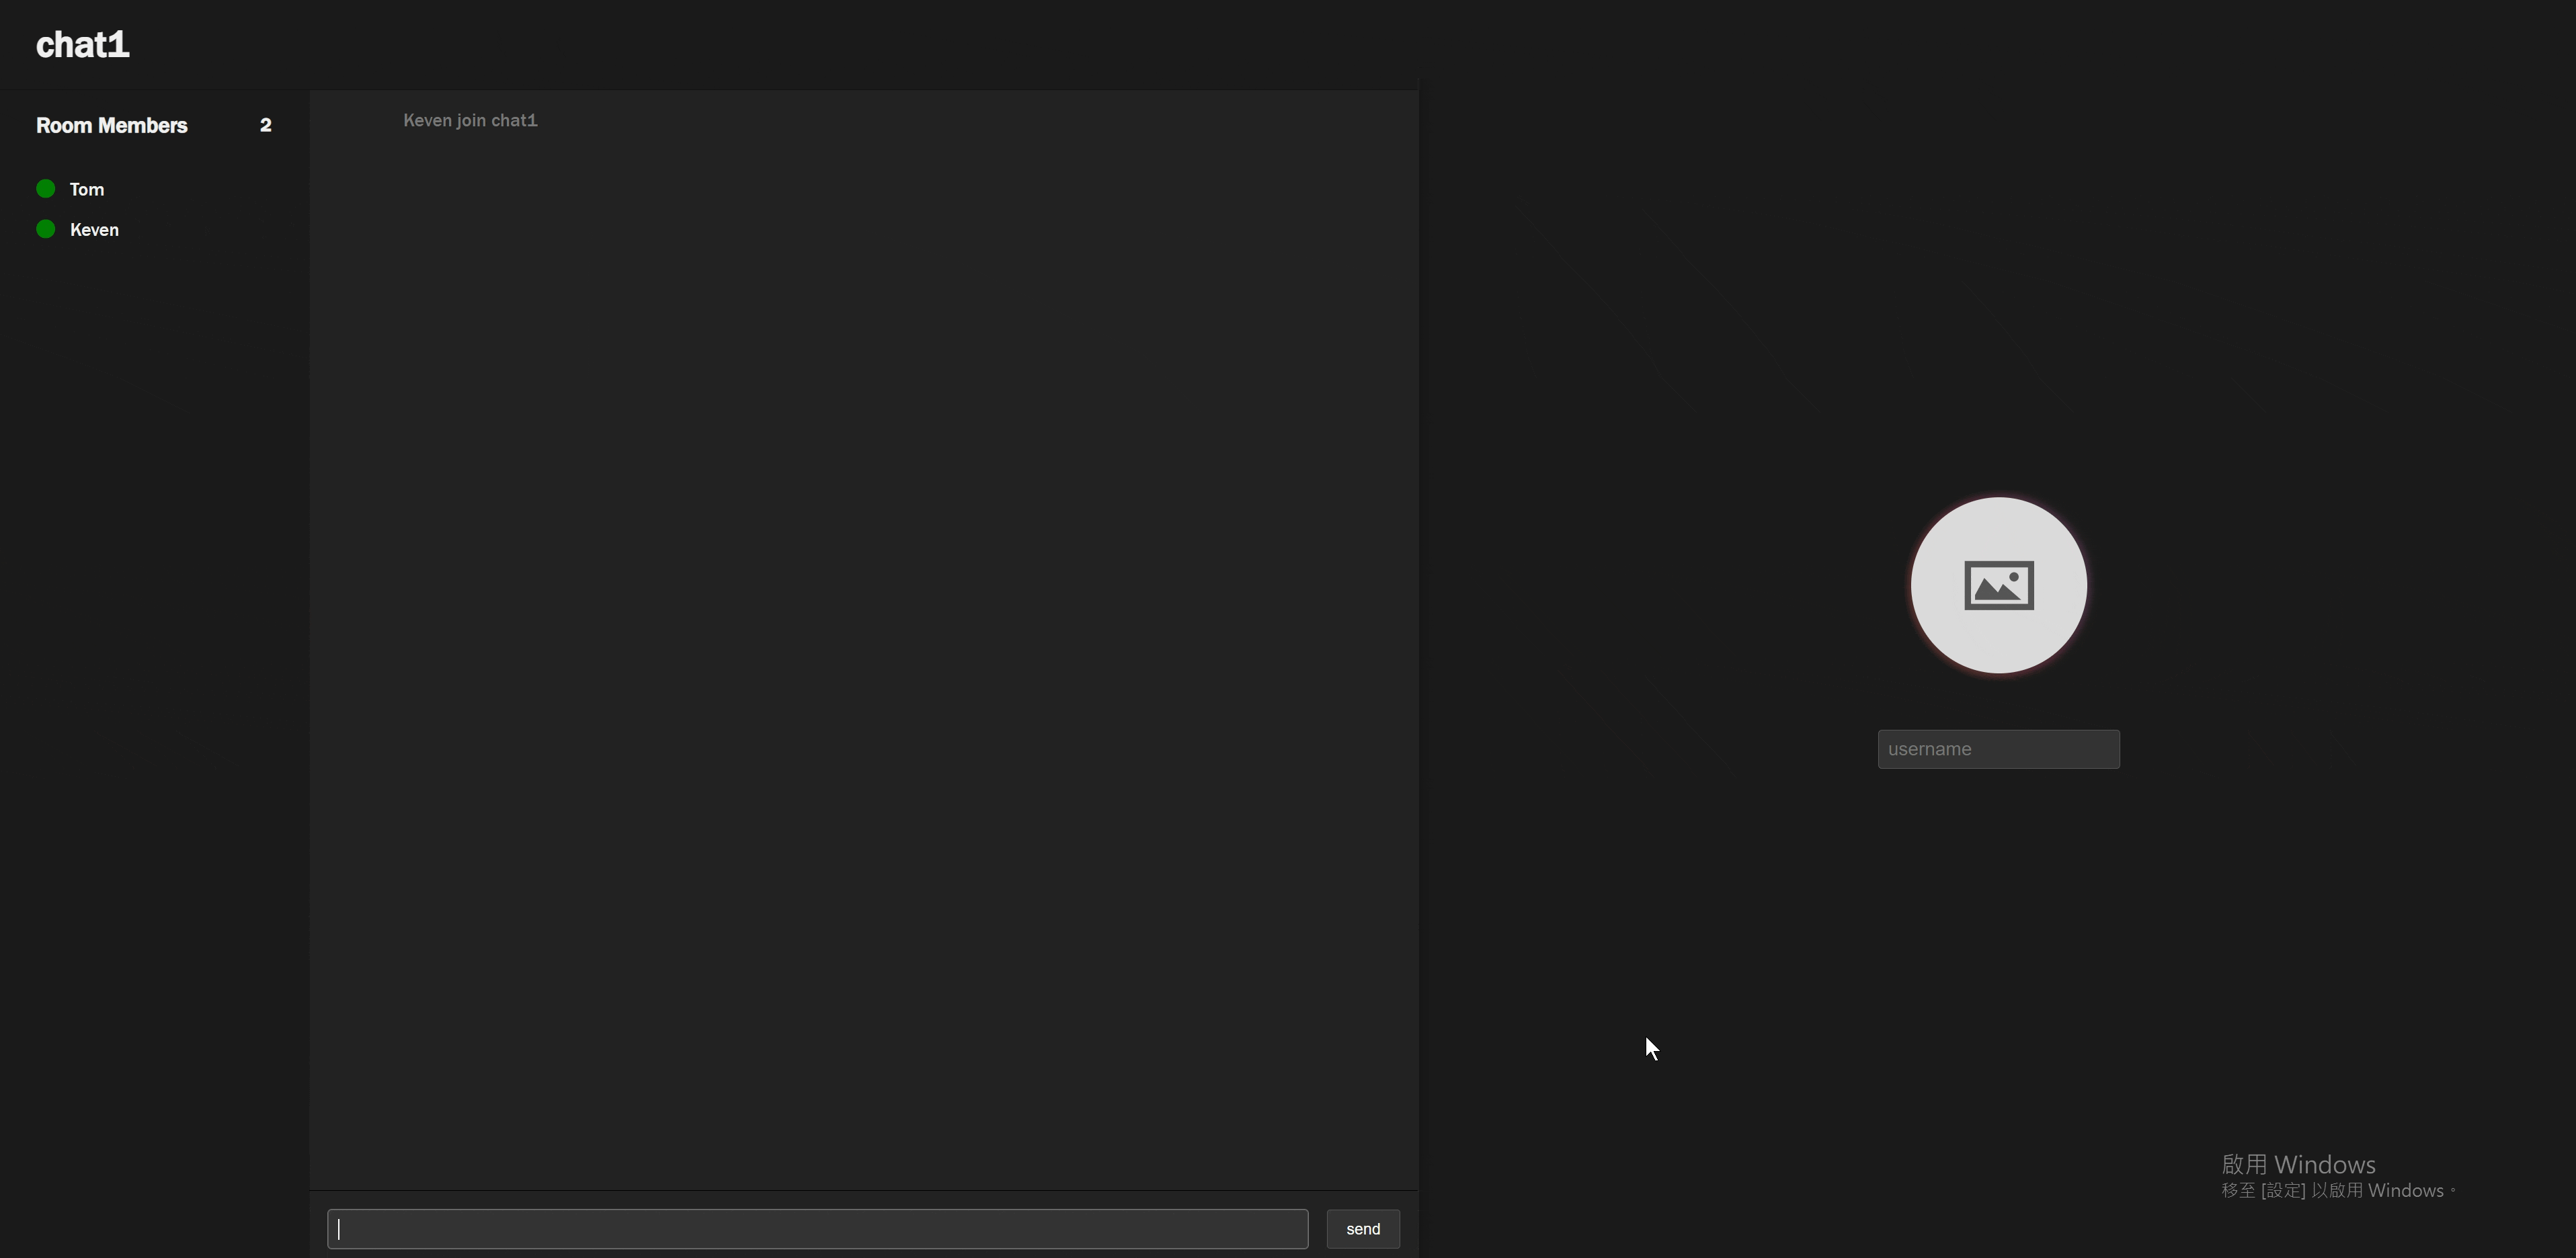 chat1
Room Members 2
Tom
Keven
Keven join chat1
send
username
啟用 Windows
移至 [設定] 以啟用 Windows。